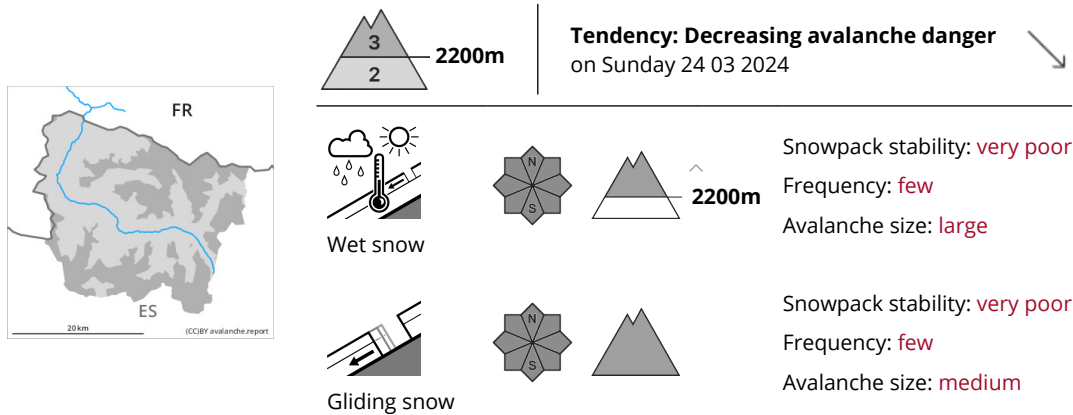 3
2
2200m
Tendency: Decreasing avalanche danger
on Sunday 24 03 2024
FR
ES
20 km
(CC)BY avalanche.report
Wet snow
N
S
2200m
Snowpack stability: very poor
Frequency: few
Avalanche size: large
Gliding snow
N
S
Snowpack stability: very poor
Frequency: few
Avalanche size: medium